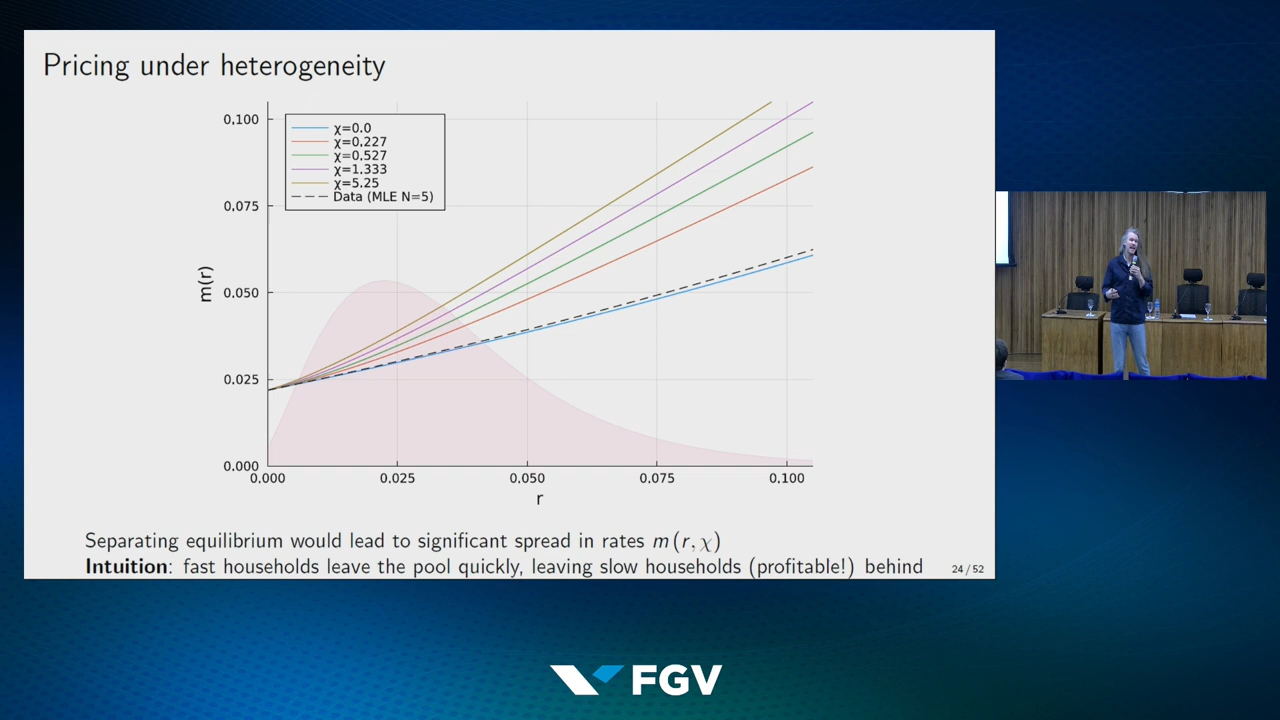 Pricing under heterogeneity
0.100
0.075
0.050
0.025
0.000
m(r)
χ=0.0
χ=0.227
χ=0.527
χ=1.333
χ=5.25
Data (MLE N=5)
0.000 0.025 0.050 0.075 0.100
r
Separating equilibrium would lead to significant spread in rates m(r, χ)
Intuition: fast households leave the pool quickly, leaving slow households (profitable!) behind
24 / 52
FGV